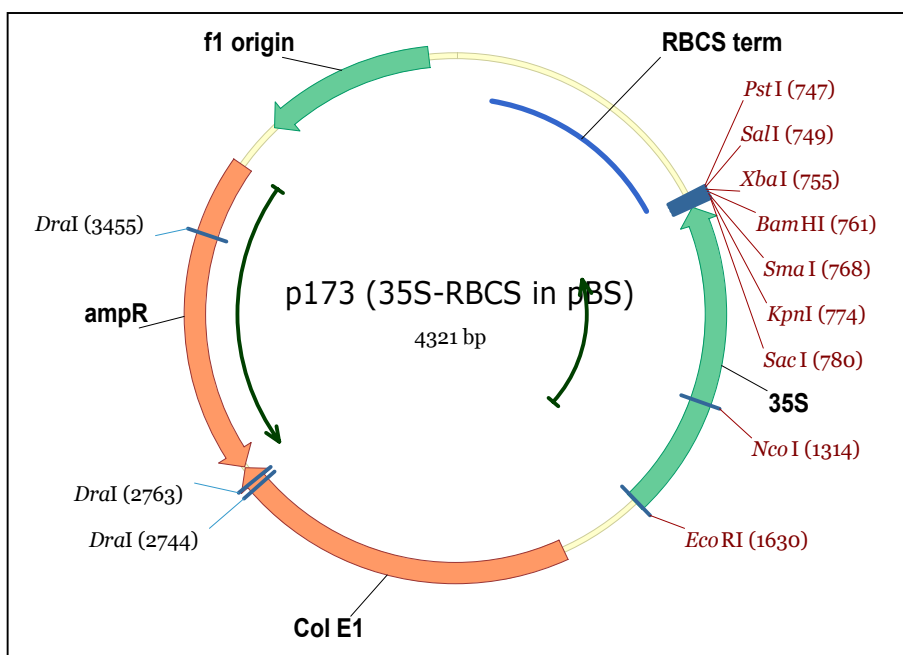 f1 origin
RBCS term
PstI (747)
SalI (749)
XbaI (755)
BamHI (761)
SmaI (768)
KpnI (774)
SacI (780)
35S
NcoI (1314)
EcoRI (1630)
DraI (3455)
ampR
p173 (35S-RBCS in pBS)
4321 bp
DraI (2763)
DraI (2744)
Col E1